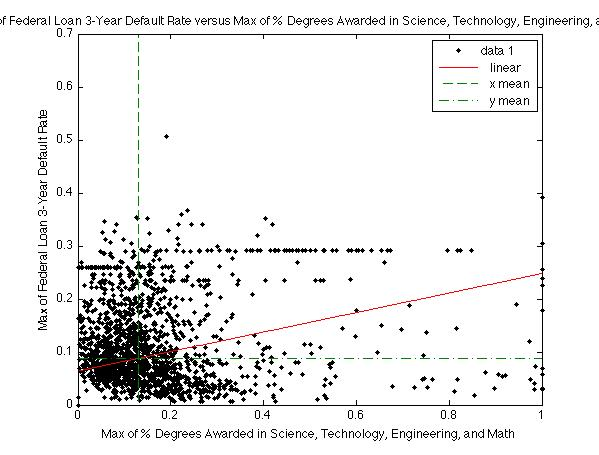 of Federal Loan 3-Year Default Rate versus Max of % Degrees Awarded in Science, Technology, Engineering, a
0.7
0.6
0.5
0.4
0.3
0.2
0.1
0
Max of Federal Loan 3-Year Default Rate
data 1
linear
x mean
y mean
0 0.2 0.4 0.6 0.8 1
Max of % Degrees Awarded in Science, Technology, Engineering, and Math